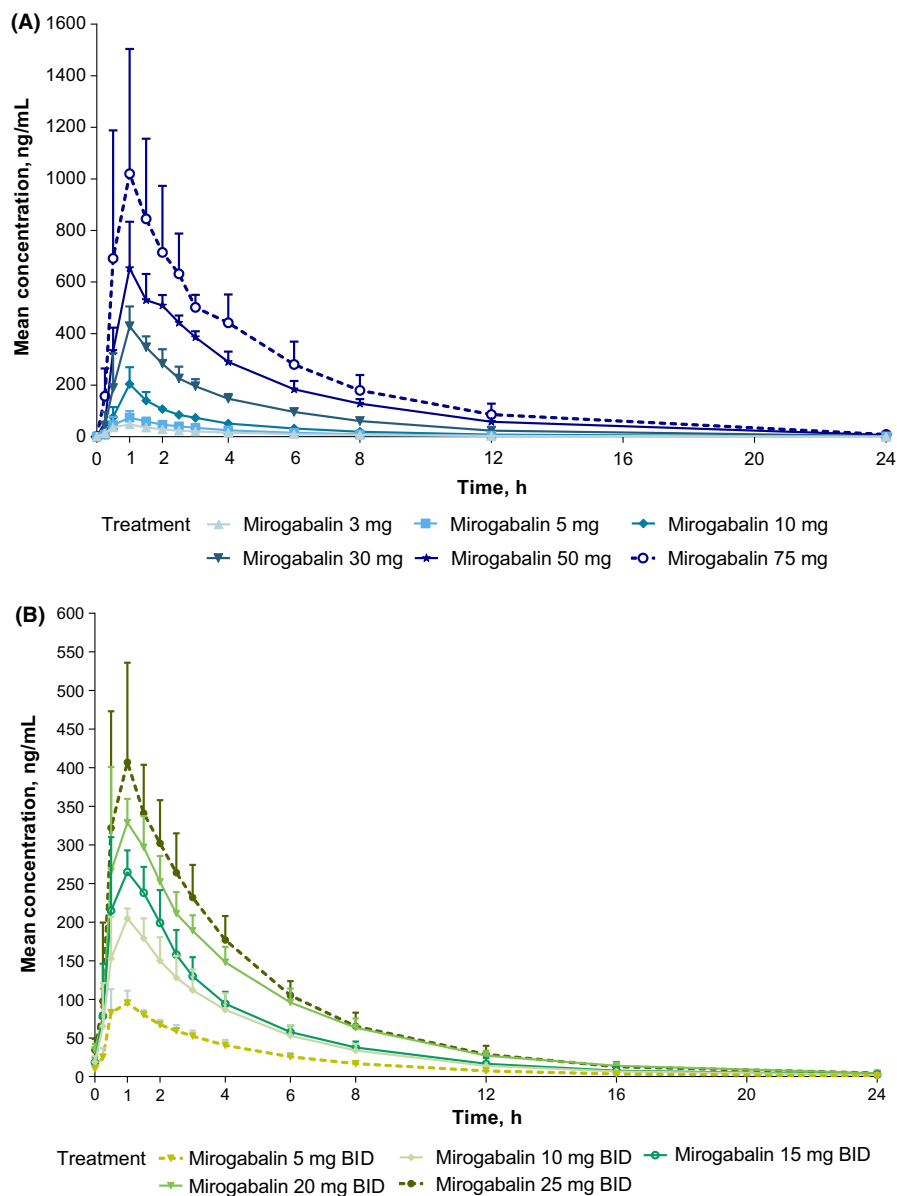 (A)
1600
1400
1200
1000
800
600
400
200
0
Mean concentration, ng/mL
0 1 2 4 6 8 12 16 20 24
Time, h
Treatment Mirogabalin 3 mg Mirogabalin 5 mg Mirogabalin 10 mg
Mirogabalin 30 mg Mirogabalin 50 mg Mirogabalin 75 mg
(B)
600
550
500
450
400
350
300
250
200
150
100
50
0
Mean concentration, ng/mL
0 1 2 4 6 8 12 16 20 24
Time, h
Treatment Mirogabalin 5 mg BID Mirogabalin 10 mg BID Mirogabalin 15 mg BID
Mirogabalin 20 mg BID Mirogabalin 25 mg BID